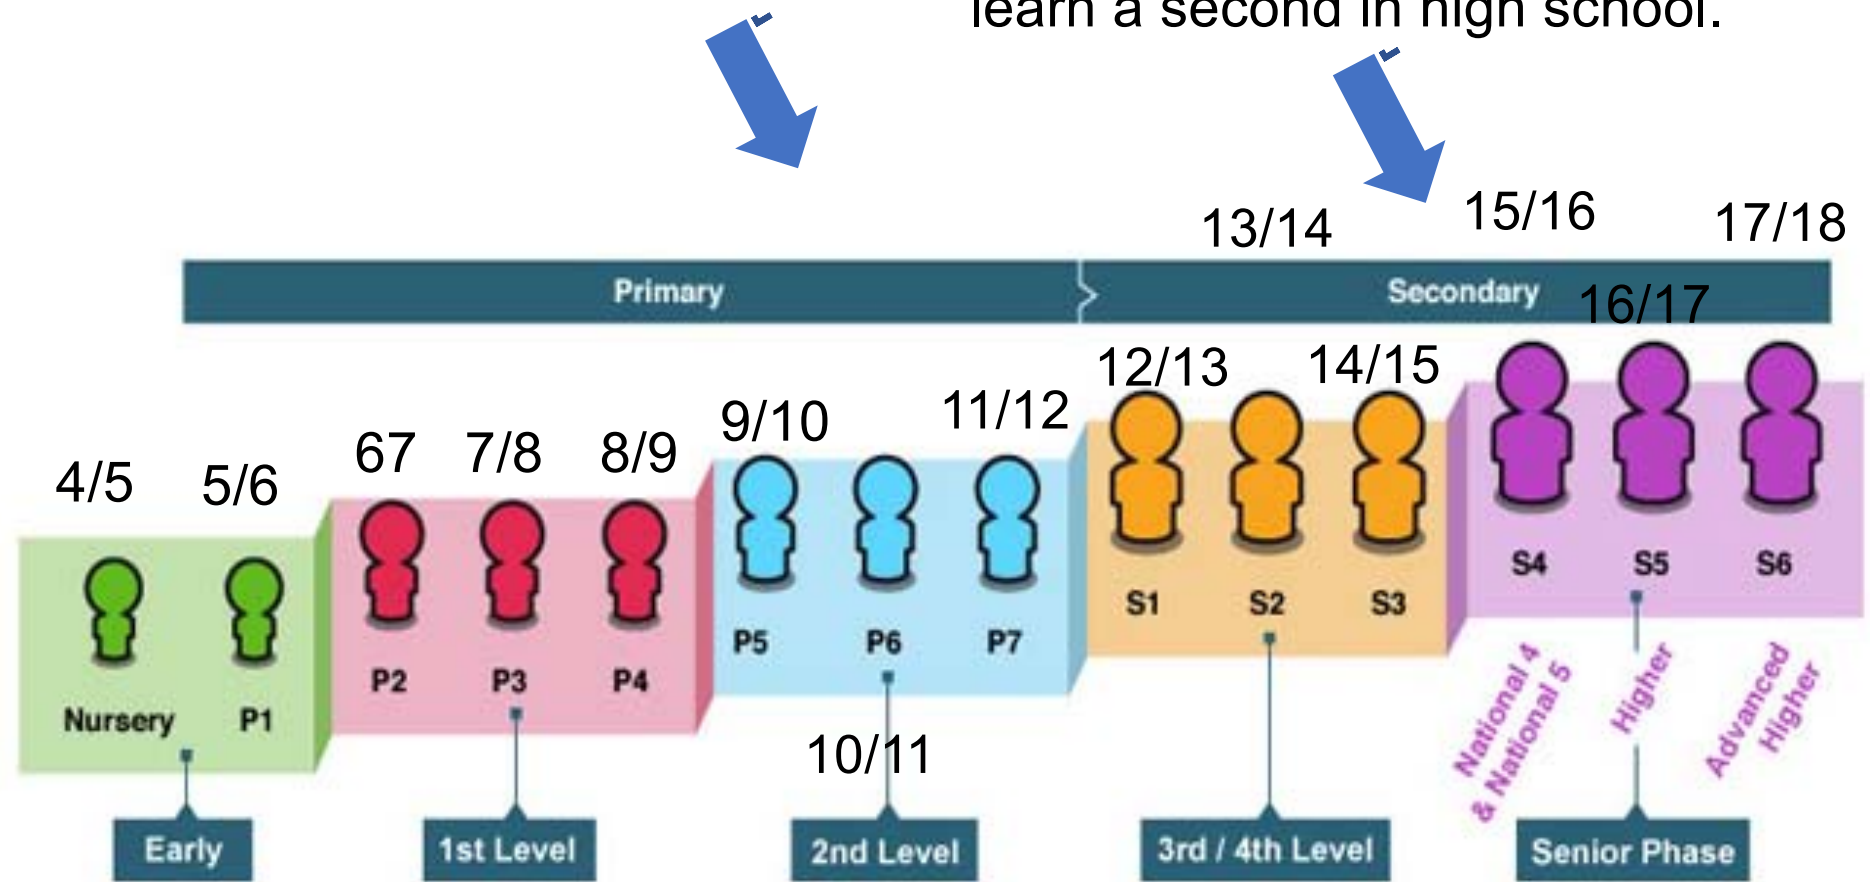 learn a second in high school.
13/14
15/16
17/18
Primary
Secondary
16/17
12/13
14/15
9/10
11/12
67
7/8
8/9
4/5
5/6
S4
S5
S6
S1
S2
S3
P5
P6
P7
P2
P3
P4
Nursery
P1
National 4
& National 5
Higher
Advanced
Higher
10/11
Early
1st Level
2nd Level
3rd / 4th Level
Senior Phase